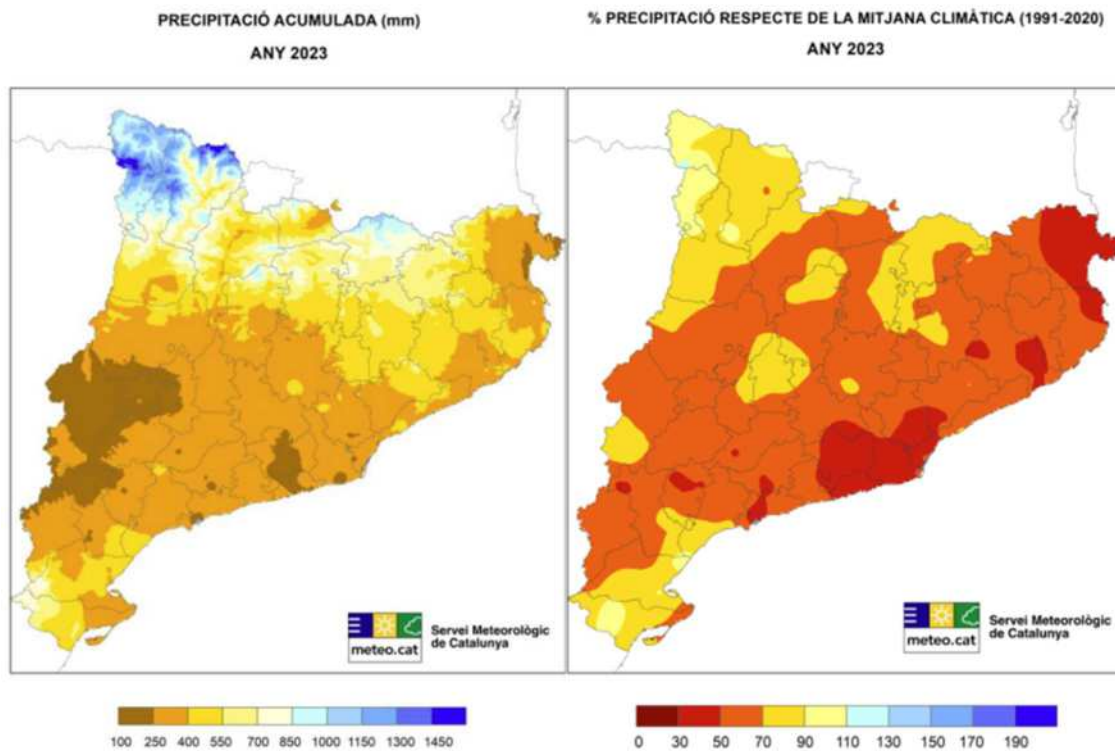 PRECIPITACIÓ ACUMULADA (mm)
ANY 2023
% PRECIPITACIÓ RESPECTE DE LA MITJANA CLIMÀTICA (1991-2020)
ANY 2023
meteo.cat
Servei Meteorològic
de Catalunya
meteo.cat
Servei Meteorològic
de Catalunya
100 250 400 550 700 850 1000 1150 1300 1450
0 30 50 70 90 110 130 150 170 190